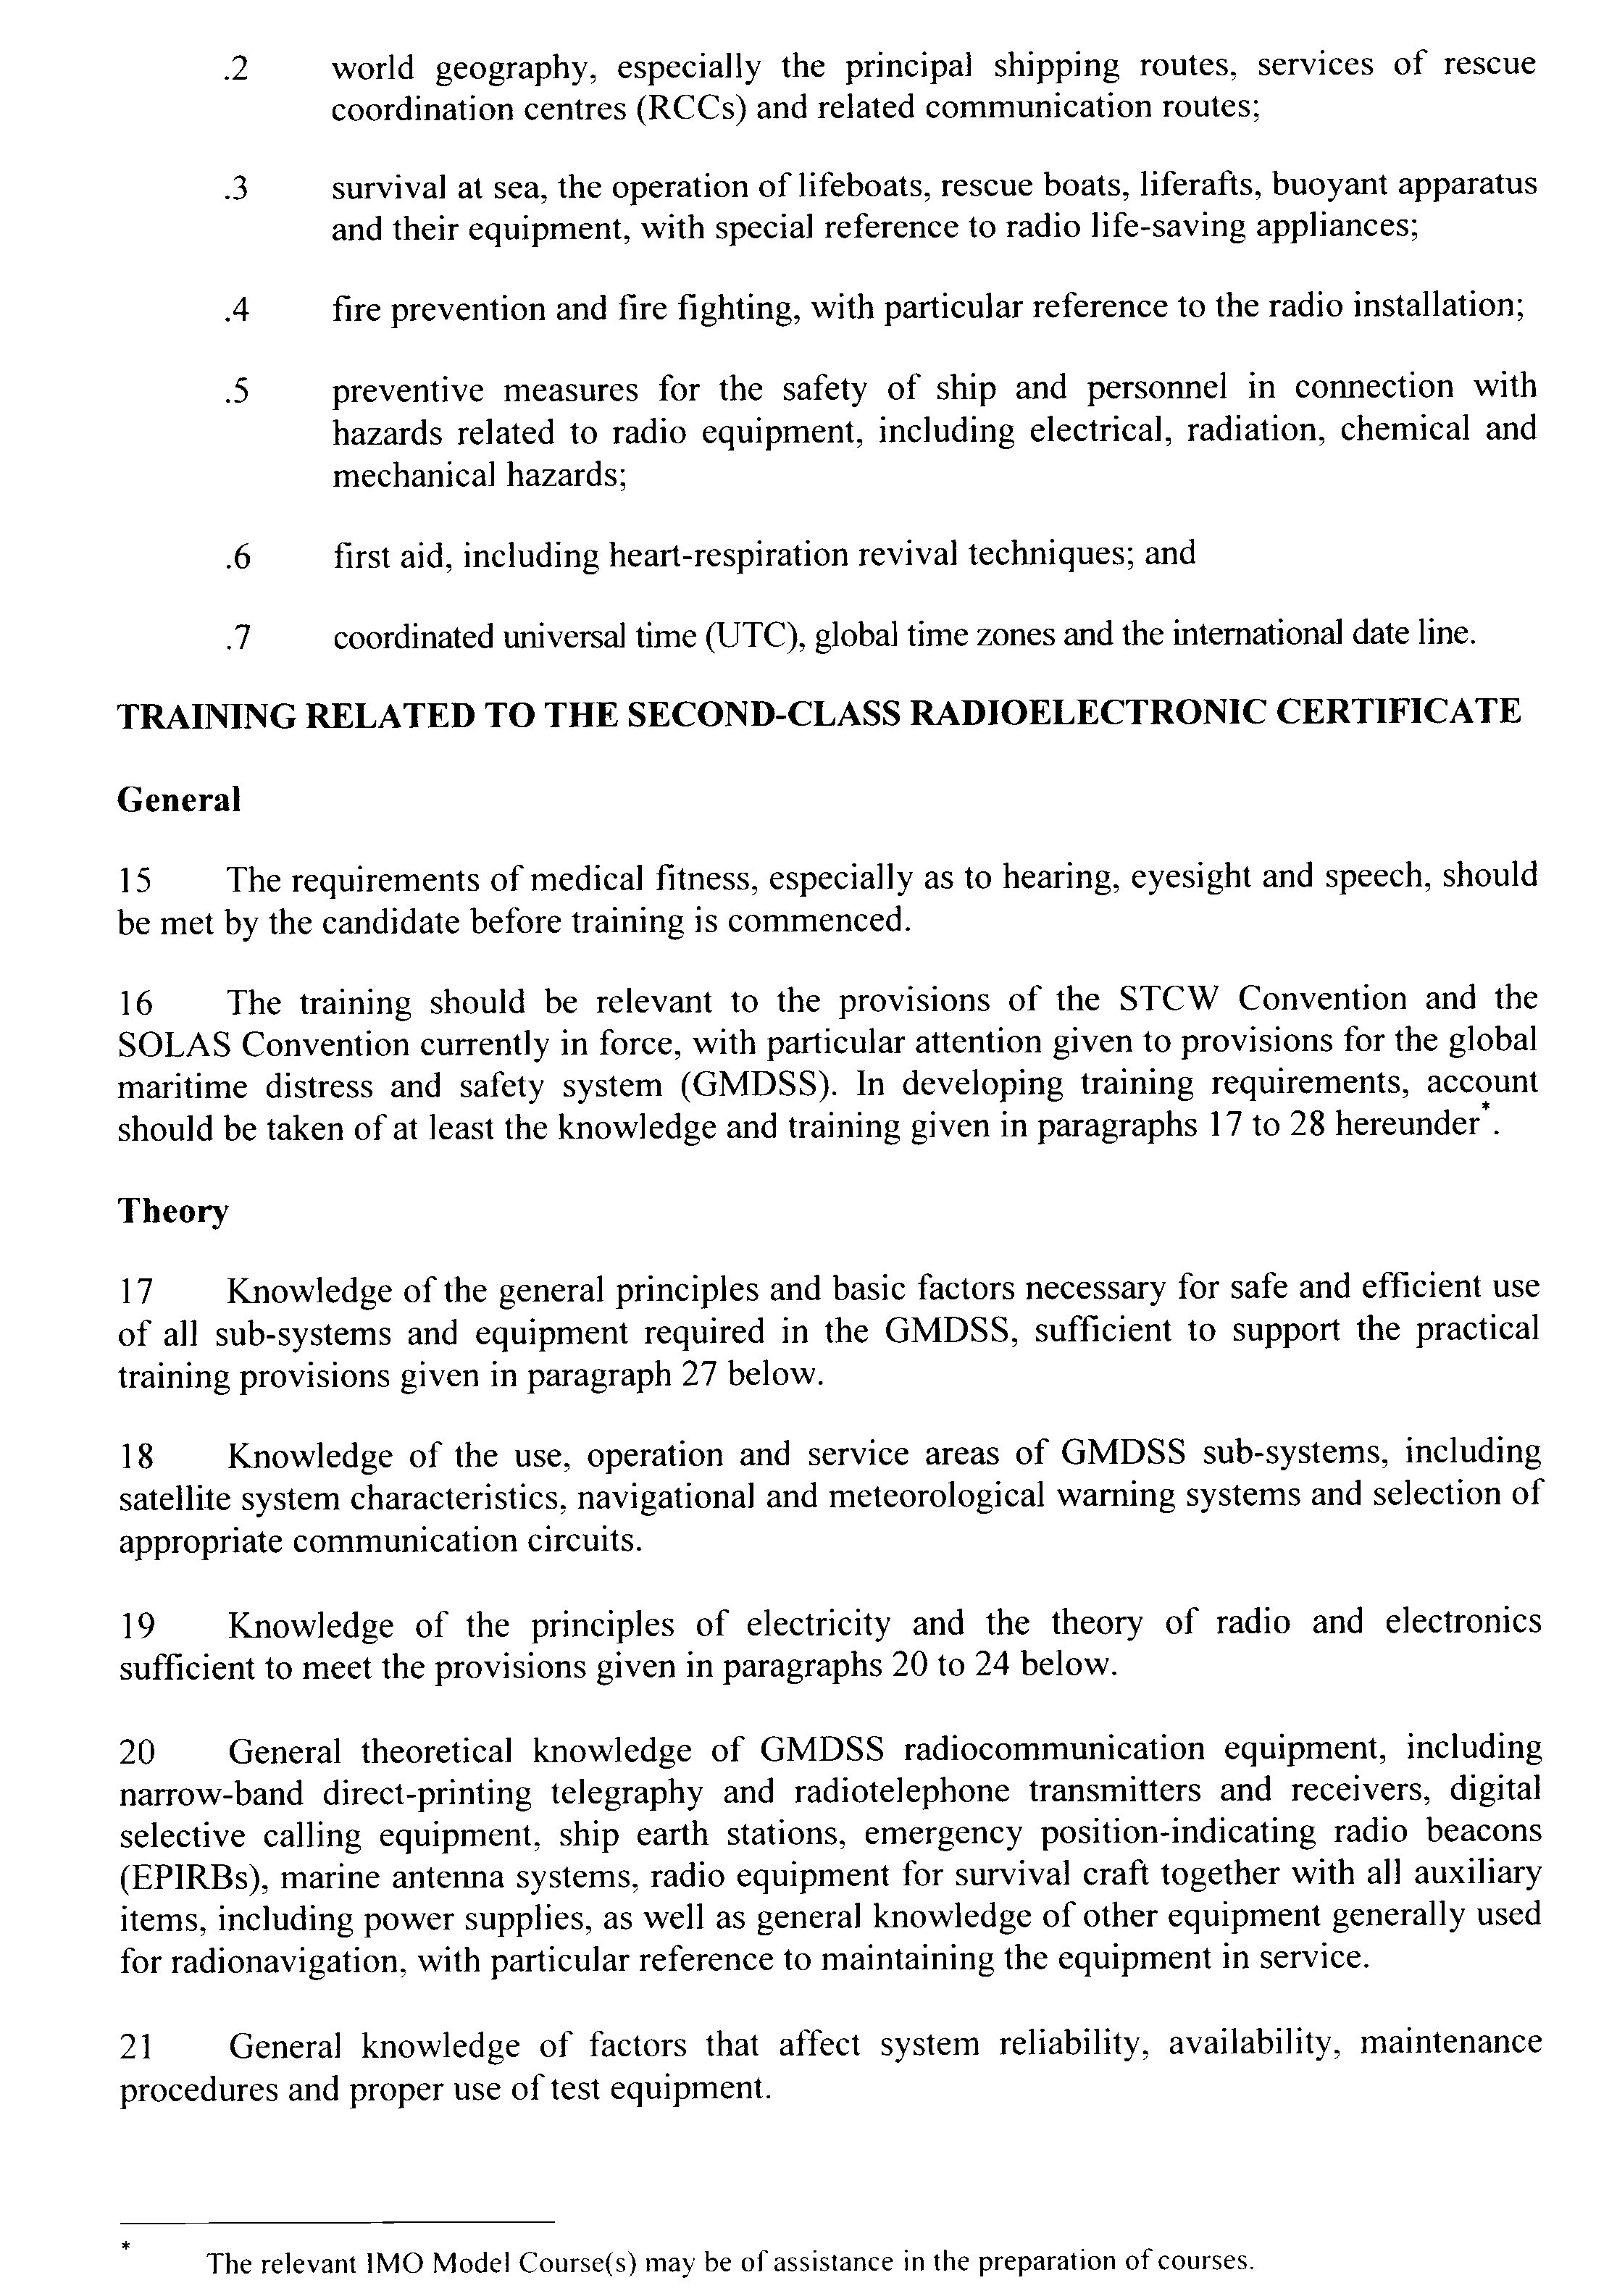 .2 world geography, especially the principal shipping routes, services of rescue
coordination centres (RCCs) and related communication routes;
.3 survival at sea, the operation of lifeboats, rescue boats, liferafts, buoyant apparatus
and their equipment, with special reference to radio life-saving appliances;
.4 fire prevention and fire fighting, with particular reference to the radio installation;
.5 preventive measures for the safety of ship and personnel in connection with
hazards related to radio equipment, including electrical, radiation, chemical and
mechanical hazards;
.6 first aid, including heart-respiration revival techniques; and
.7 coordinated universal time (UTC), global time zones and the international date line.
TRAINING RELATED TO THE SECOND-CLASS RADIOELECTRONIC CERTIFICATE
General
15 The requirements of medical fitness, especially as to hearing, eyesight and speech, should
be met by the candidate before training is commenced.
16 The training should be relevant to the provisions of the STCW Convention and the
SOLAS Convention currently in force, with particular attention given to provisions for the global
maritime distress and safety system (GMDSS). In developing training requirements, account
should be taken of at least the knowledge and training given in paragraphs 17 to 28 hereunder*.
Theory
17 Knowledge of the general principles and basic factors necessary for safe and efficient use
of all sub-systems and equipment required in the GMDSS, sufficient to support the practical
training provisions given in paragraph 27 below.
18 Knowledge of the use, operation and service areas of GMDSS sub-systems, including
satellite system characteristics, navigational and meteorological warning systems and selection of
appropriate communication circuits.
19 Knowledge of the principles of electricity and the theory of radio and electronics
sufficient to meet the provisions given in paragraphs 20 to 24 below.
20 General theoretical knowledge of GMDSS radiocommunication equipment, including
narrow-band direct-printing telegraphy and radiotelephone transmitters and receivers, digital
selective calling equipment, ship earth stations, emergency position-indicating radio beacons
(EPIRBs), marine antenna systems, radio equipment for survival craft together with all auxiliary
items, including power supplies, as well as general knowledge of other equipment generally used
for radionavigation, with particular reference to maintaining the equipment in service.
21 General knowledge of factors that affect system reliability, availability, maintenance
procedures and proper use of test equipment.
* The relevant IMO Model Course(s) may be of assistance in the preparation of courses.